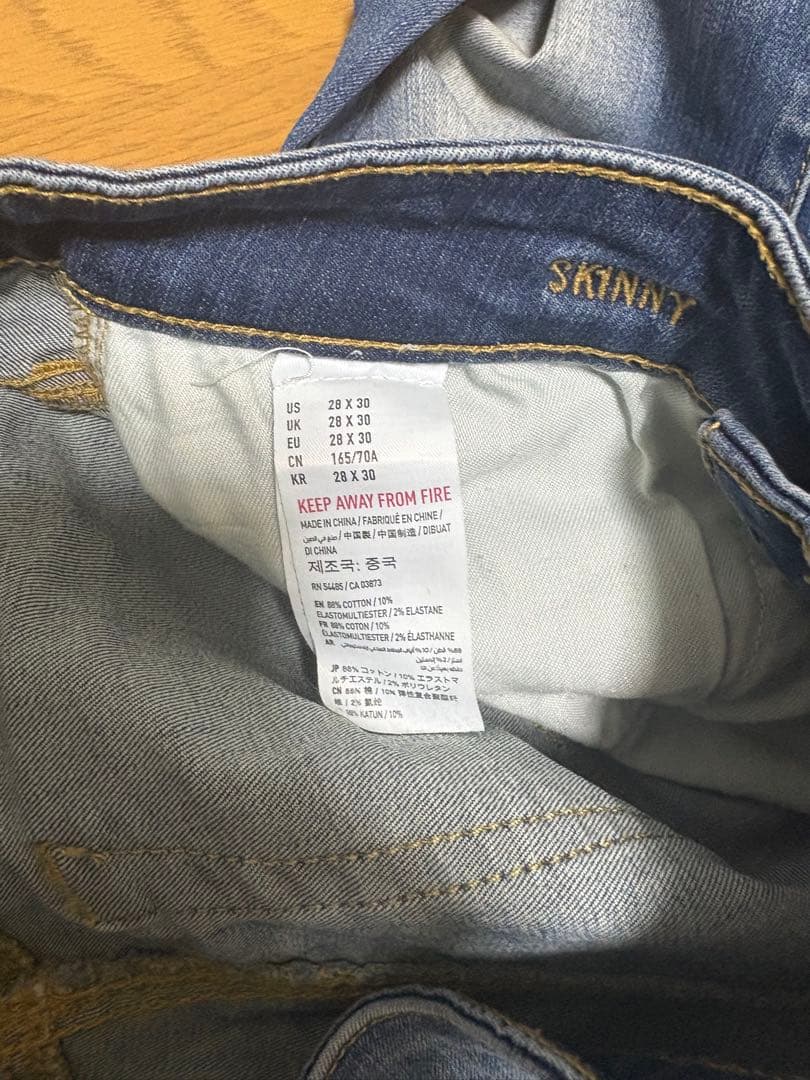 SKINNY
US 28 X 30
UK 28 X 30
EU 28 X 30
CN 165/70A
KR 28 X 30
KEEP AWAY FROM FIRE
MADE IN CHINA / FABRIQUÉ EN CHINE /
صنع في الصين / 中国製 / 中国制造 / DIBUAT
DI CHINA
제조국: 중국
RN 54485 / CA 03873
EN 88% COTTON / 10%
ELASTOMULTIESTER / 2% ELASTANE
FR 88% COTON / 10%
ÉLASTOMULTIESTER / 2% ÉLASTHANNE
AR
JP 88% コットン / 10% エラストマ
ルチエステル / 2% ポリウレタン
CN 88% 棉 / 10% 弹性复合聚酯纤
维 / 2% 氨纶
88% KATUN / 10%